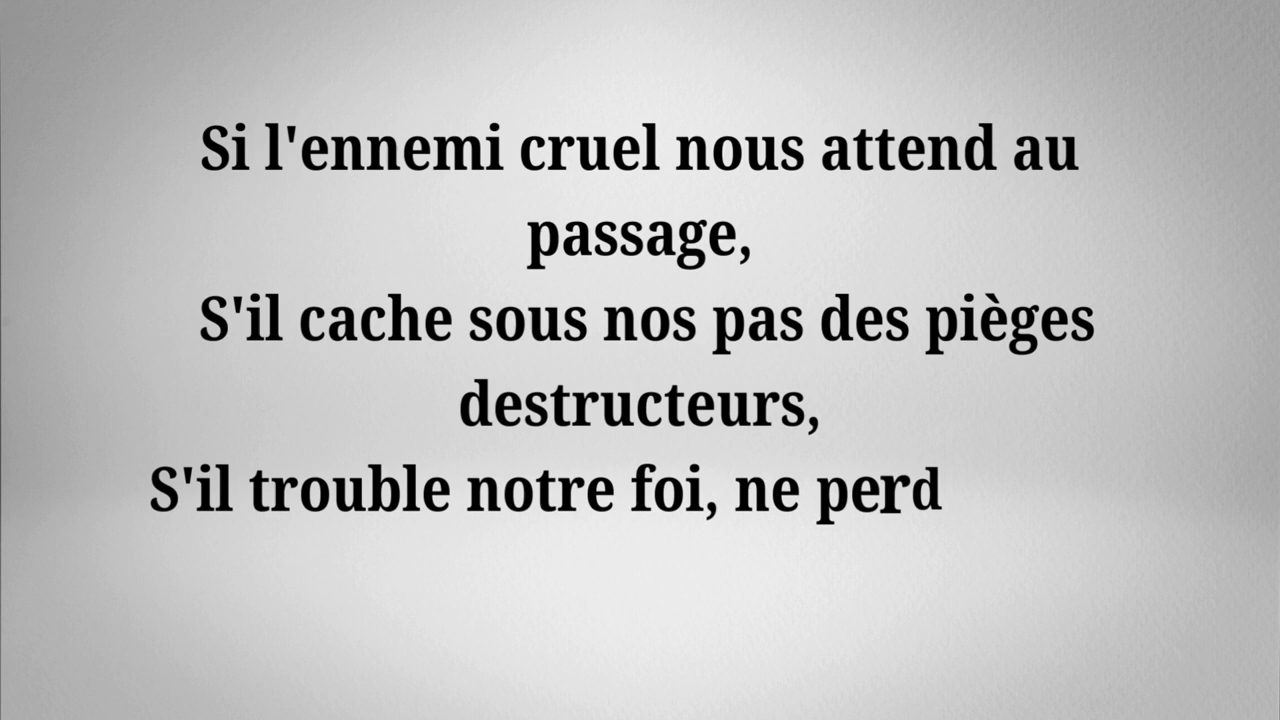 Si l'ennemi cruel nous attend au
passage,
S'il cache sous nos pas des pièges
destructeurs,
S'il trouble notre foi, ne perd